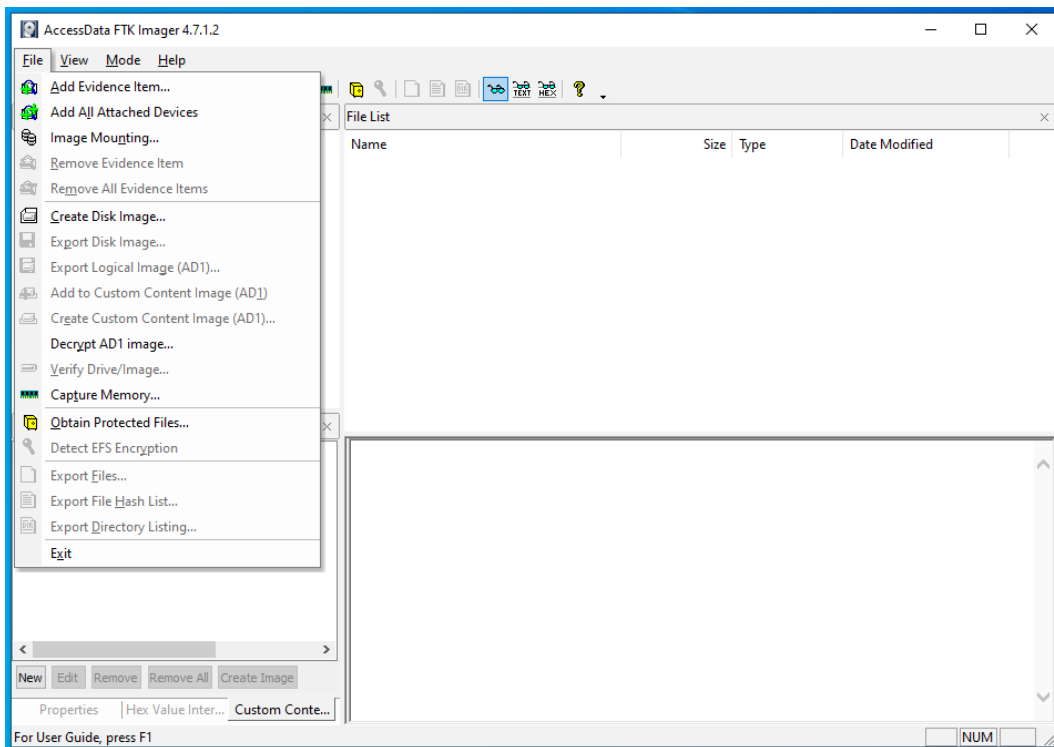 AccessData FTK Imager 4.7.1.2
File View Mode Help
Add Evidence Item...
Add All Attached Devices
Image Mounting...
Remove Evidence Item
Remove All Evidence Items
Create Disk Image...
Export Disk Image...
Export Logical Image (AD1)...
Add to Custom Content Image (AD1)
Create Custom Content Image (AD1)...
Decrypt AD1 image...
Verify Drive/Image...
Capture Memory...
Obtain Protected Files...
Detect EFS Encryption
Export Files...
Export File Hash List...
Export Directory Listing...
Exit
TEXT HEX
File List
Name Size Type Date Modified
New Edit Remove Remove All Create Image
Properties Hex Value Inter... Custom Conte...
For User Guide, press F1 NUM